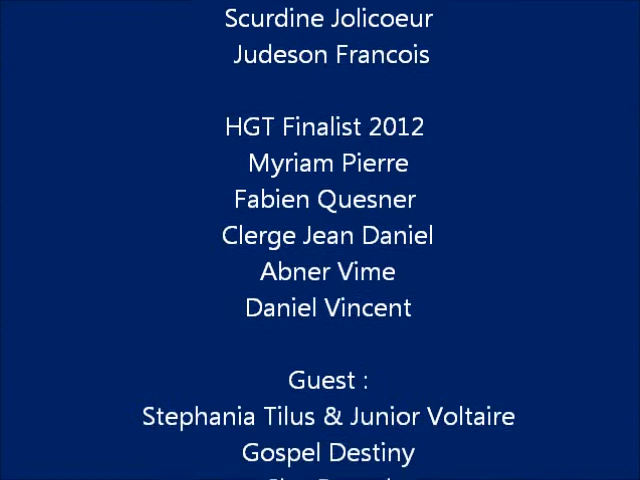 Scurdine Jolicoeur
Judeson Francois
HGT Finalist 2012
Myriam Pierre
Fabien Quesner
Clerge Jean Daniel
Abner Vime
Daniel Vincent
Guest :
Stephania Tilus & Junior Voltaire
Gospel Destiny